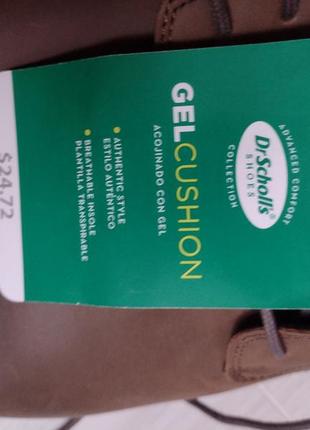 ADVANCED COMFORT
Dr.Scholl's®
SHOES
COLLECTION
GELCUSHION
ACOJINADO CON GEL
• AUTHENTIC STYLE
ESTILO AUTÉNTICO
• BREATHABLE INSOLE
PLANTILLA TRANSPIRABLE
$24.72